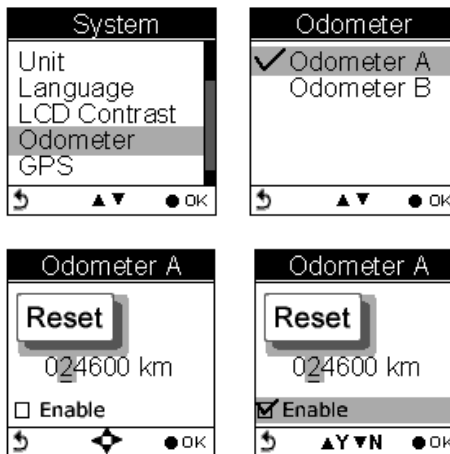 System
Unit
Language
LCD Contrast
Odometer
GPS
OK
Odometer
Odometer A
Odometer B
OK
Odometer A
Reset
024600 km
Enable
OK
Odometer A
Reset
024600 km
Enable
▲Y▼N OK